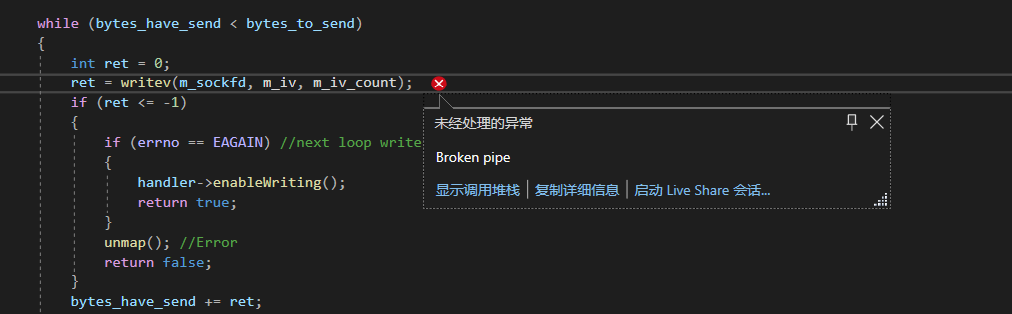 while (bytes_have_send < bytes_to_send)
{
int ret = 0;
ret = writev(m_sockfd, m_iv, m_iv_count);
if (ret <= -1)
{
if (errno == EAGAIN) //next loop write
{
handler->enableWriting();
return true;
}
unmap(); //Error
return false;
}
bytes_have_send += ret;
未经处理的异常
Broken pipe
显示调用堆栈 | 复制详细信息 | 启动 Live Share 会话...